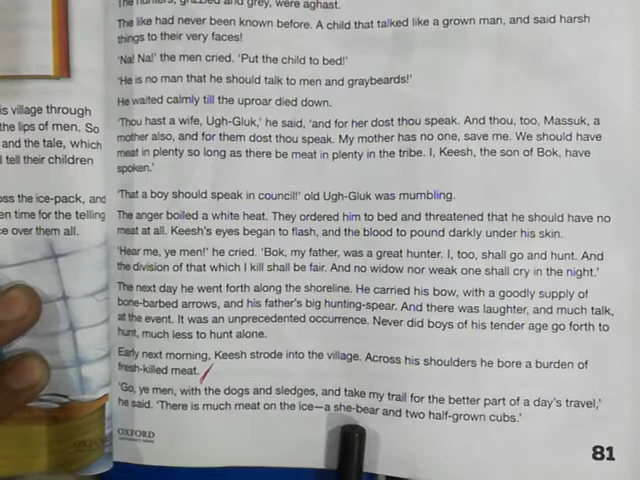 is village through
the lips of men. So
and the tale, which
l tell their children
oss the ice-pack, and
en time for the telling
ce over them all.
The hunters, grizzled and grey, were aghast.
The like had never been known before. A child that talked like a grown man, and said harsh
things to their very faces!
'Na! Na!' the men cried. 'Put the child to bed!'
'He is no man that he should talk to men and graybeards!'
He waited calmly till the uproar died down.
'Thou hast a wife, Ugh-Gluk,' he said, 'and for her dost thou speak. And thou, too, Massuk, a
mother also, and for them dost thou speak. My mother has no one, save me. We should have
meat in plenty so long as there be meat in plenty in the tribe. I, Keesh, the son of Bok, have
spoken.'
'That a boy should speak in council!' old Ugh-Gluk was mumbling.
The anger boiled a white heat. They ordered him to bed and threatened that he should have no
meat at all. Keesh's eyes began to flash, and the blood to pound darkly under his skin.
'Hear me, ye men!' he cried. 'Bok, my father, was a great hunter. I, too, shall go and hunt. And
the division of that which I kill shall be fair. And no widow nor weak one shall cry in the night.'
The next day he went forth along the shoreline. He carried his bow, with a goodly supply of
bone-barbed arrows, and his father's big hunting-spear. And there was laughter, and much talk,
at the event. It was an unprecedented occurrence. Never did boys of his tender age go forth to
hunt, much less to hunt alone.
Early next morning, Keesh strode into the village. Across his shoulders he bore a burden of
fresh-killed meat.
'Go, ye men, with the dogs and sledges, and take my trail for the better part of a day's travel,'
he said. 'There is much meat on the ice—a she-bear and two half-grown cubs.'
OXFORD
UNIVERSITY PRESS
81
OXFORD